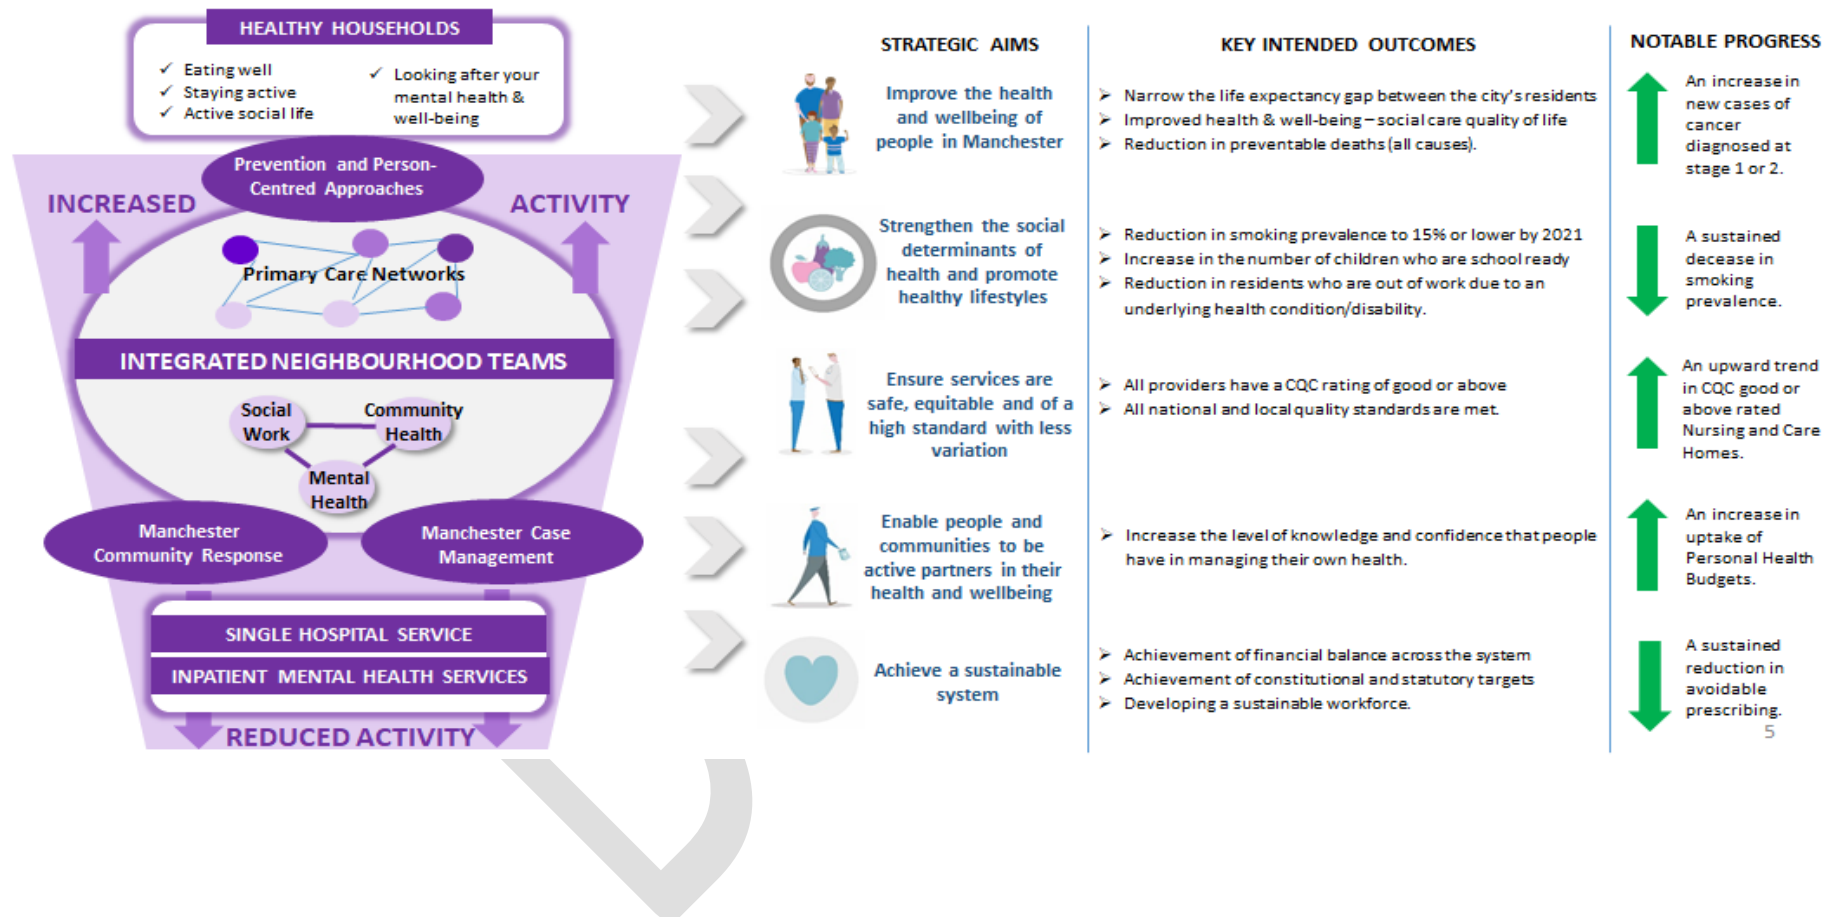 HEALTHY HOUSEHOLDS
✓ Eating well
✓ Staying active
✓ Active social life
✓ Looking after your
mental health &
well-being
Prevention and Person-
Centred Approaches
INCREASED
ACTIVITY
Primary Care Networks
INTEGRATED NEIGHBOURHOOD TEAMS
Social
Work
Community
Health
Mental
Health
Manchester
Community Response
Manchester Case
Management
SINGLE HOSPITAL SERVICE
INPATIENT MENTAL HEALTH SERVICES
REDUCED ACTIVITY
STRATEGIC AIMS
KEY INTENDED OUTCOMES
NOTABLE PROGRESS
Improve the health
and wellbeing of
people in Manchester
➢ Narrow the life expectancy gap between the city's residents
➢ Improved health & well-being – social care quality of life
➢ Reduction in preventable deaths (all causes).
An increase in
new cases of
cancer
diagnosed at
stage 1 or 2.
Strengthen the social
determinants of
health and promote
healthy lifestyles
➢ Reduction in smoking prevalence to 15% or lower by 2021
➢ Increase in the number of children who are school ready
➢ Reduction in residents who are out of work due to an
underlying health condition/disability.
A sustained
decease in
smoking
prevalence.
Ensure services are
safe, equitable and of a
high standard with less
variation
➢ All providers have a CQC rating of good or above
➢ All national and local quality standards are met.
An upward trend
in CQC good or
above rated
Nursing and Care
Homes.
Enable people and
communities to be
active partners in their
health and wellbeing
➢ Increase the level of knowledge and confidence that people
have in managing their own health.
An increase in
uptake of
Personal Health
Budgets.
Achieve a sustainable
system
➢ Achievement of financial balance across the system
➢ Achievement of constitutional and statutory targets
➢ Developing a sustainable workforce.
A sustained
reduction in
avoidable
prescribing.
5